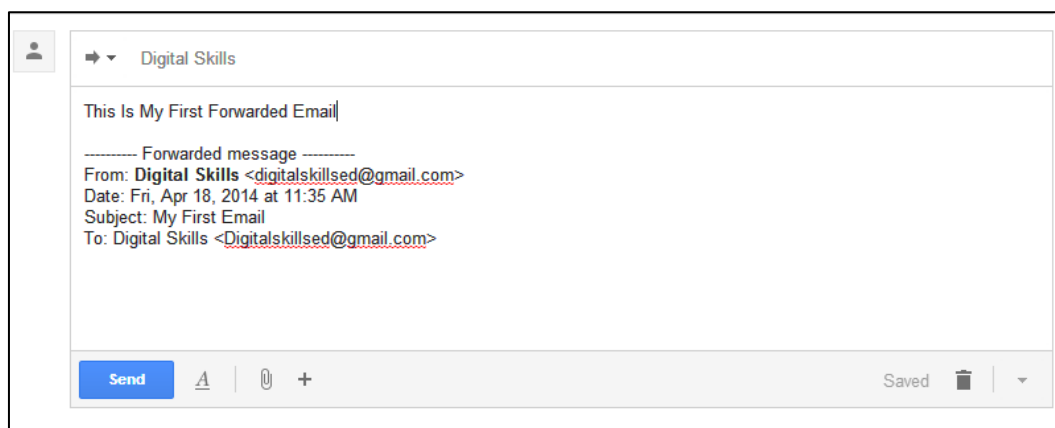 Digital Skills
This Is My First Forwarded Email
---------- Forwarded message ----------
From: Digital Skills <digitalskillsed@gmail.com>
Date: Fri, Apr 18, 2014 at 11:35 AM
Subject: My First Email
To: Digital Skills <Digitalskillsed@gmail.com>
Send A Saved